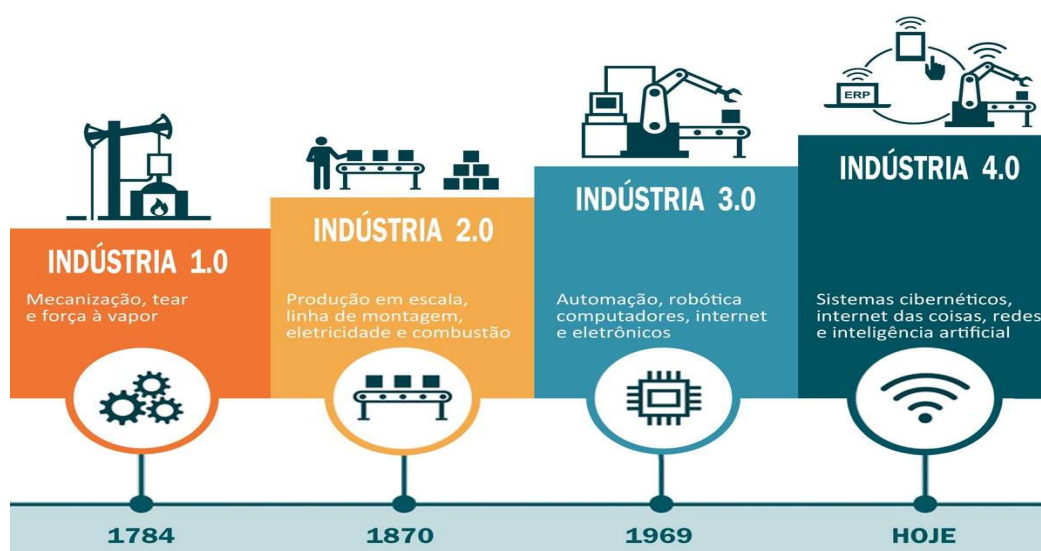 ERP
INDÚSTRIA 1.0
Mecanização, tear
e força à vapor
1784
INDÚSTRIA 2.0
Produção em escala,
linha de montagem,
eletricidade e combustão
1870
INDÚSTRIA 3.0
Automação, robótica
computadores, internet
e eletrônicos
1969
INDÚSTRIA 4.0
Sistemas cibernéticos,
internet das coisas, redes
e inteligência artificial
HOJE